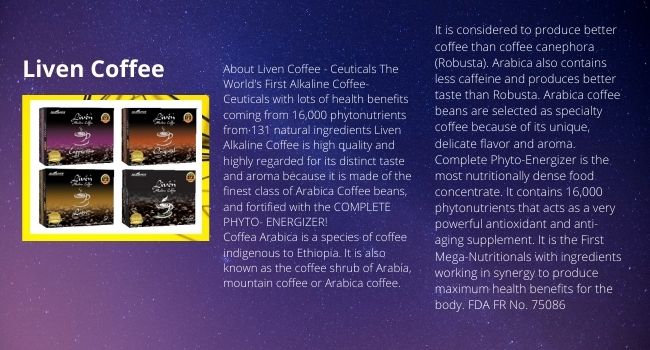 Liven Coffee
Liven
Liven
Liven
Liven
About Liven Coffee - Ceuticals The
World's First Alkaline Coffee-
Ceuticals with lots of health benefits
coming from 16,000 phytonutrients
from 131 natural ingredients Liven
Alkaline Coffee is high quality and
highly regarded for its distinct taste
and aroma because it is made of the
finest class of Arabica Coffee beans,
and fortified with the COMPLETE
PHYTO- ENERGIZER!
Coffea Arabica is a species of coffee
indigenous to Ethiopia. It is also
known as the coffee shrub of Arabia,
mountain coffee or Arabica coffee.
It is considered to produce better
coffee than coffee canephora
(Robusta). Arabica also contains
less caffeine and produces better
taste than Robusta. Arabica coffee
beans are selected as specialty
coffee because of its unique,
delicate flavor and aroma.
Complete Phyto-Energizer is the
most nutritionally dense food
concentrate. It contains 16,000
phytonutrients that acts as a very
powerful antioxidant and anti-
aging supplement. It is the First
Mega-Nutritionals with ingredients
working in synergy to produce
maximum health benefits for the
body. FDA FR No. 75086